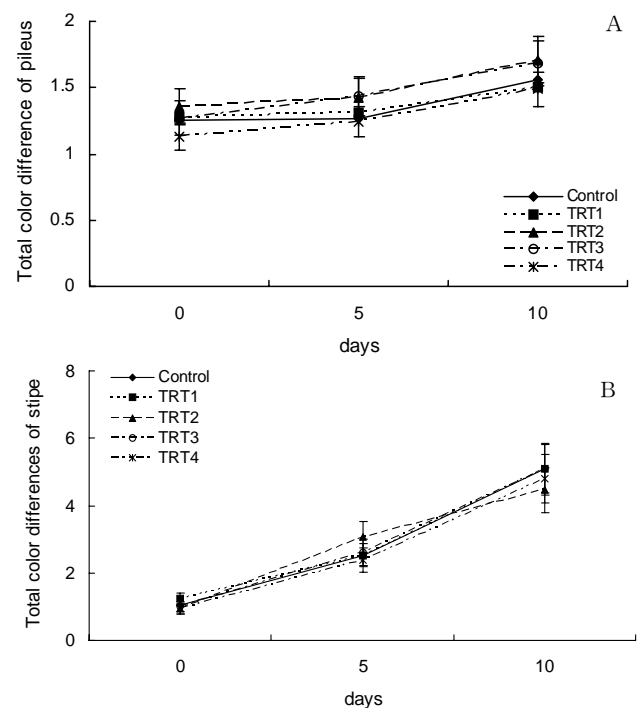 A
Total color difference of pileus
2
1.5
1
0.5
0
Control
TRT1
TRT2
TRT3
TRT4
0 5 10
days
B
Total color differences of stipe
8
6
4
2
0
Control
TRT1
TRT2
TRT3
TRT4
0 5 10
days